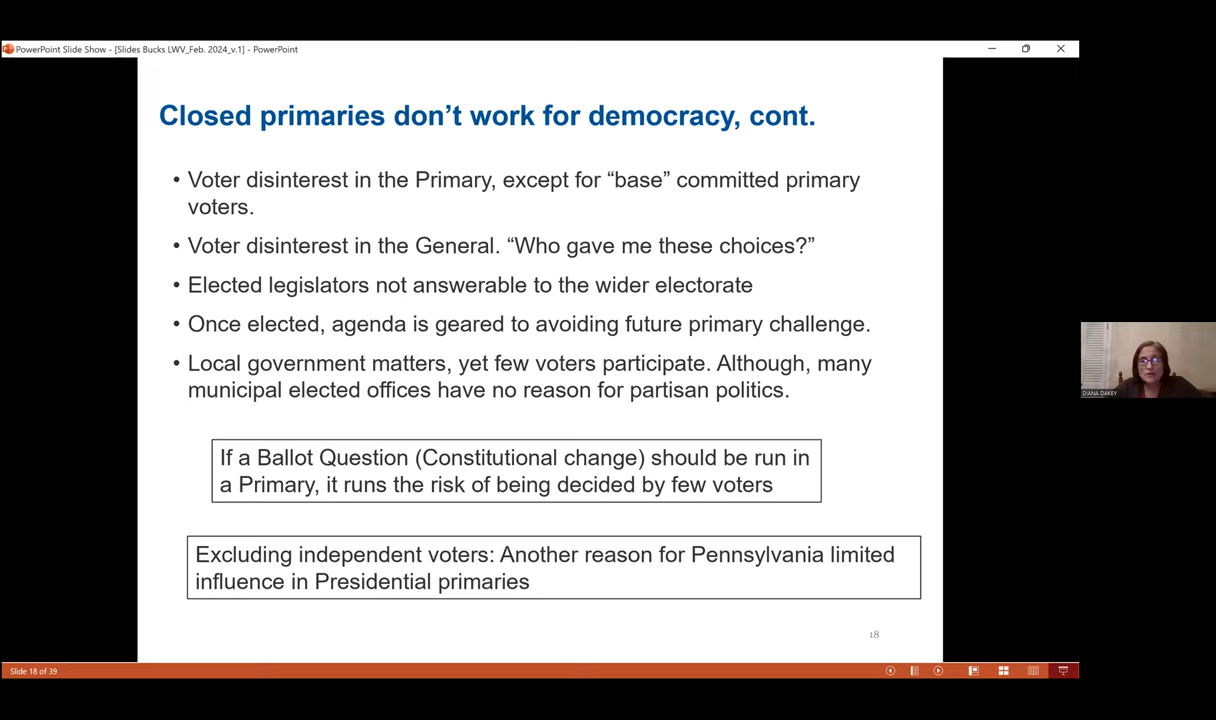 PowerPoint Slide Show - [Slides Bucks LWV_Feb. 2024_v.1] - PowerPoint
Closed primaries don’t work for democracy, cont.
• Voter disinterest in the Primary, except for “base” committed primary
voters.
• Voter disinterest in the General. “Who gave me these choices?”
• Elected legislators not answerable to the wider electorate
• Once elected, agenda is geared to avoiding future primary challenge.
• Local government matters, yet few voters participate. Although, many
municipal elected offices have no reason for partisan politics.
DIANA DAKEY
If a Ballot Question (Constitutional change) should be run in
a Primary, it runs the risk of being decided by few voters
Excluding independent voters: Another reason for Pennsylvania limited
influence in Presidential primaries
18
Slide 18 of 39